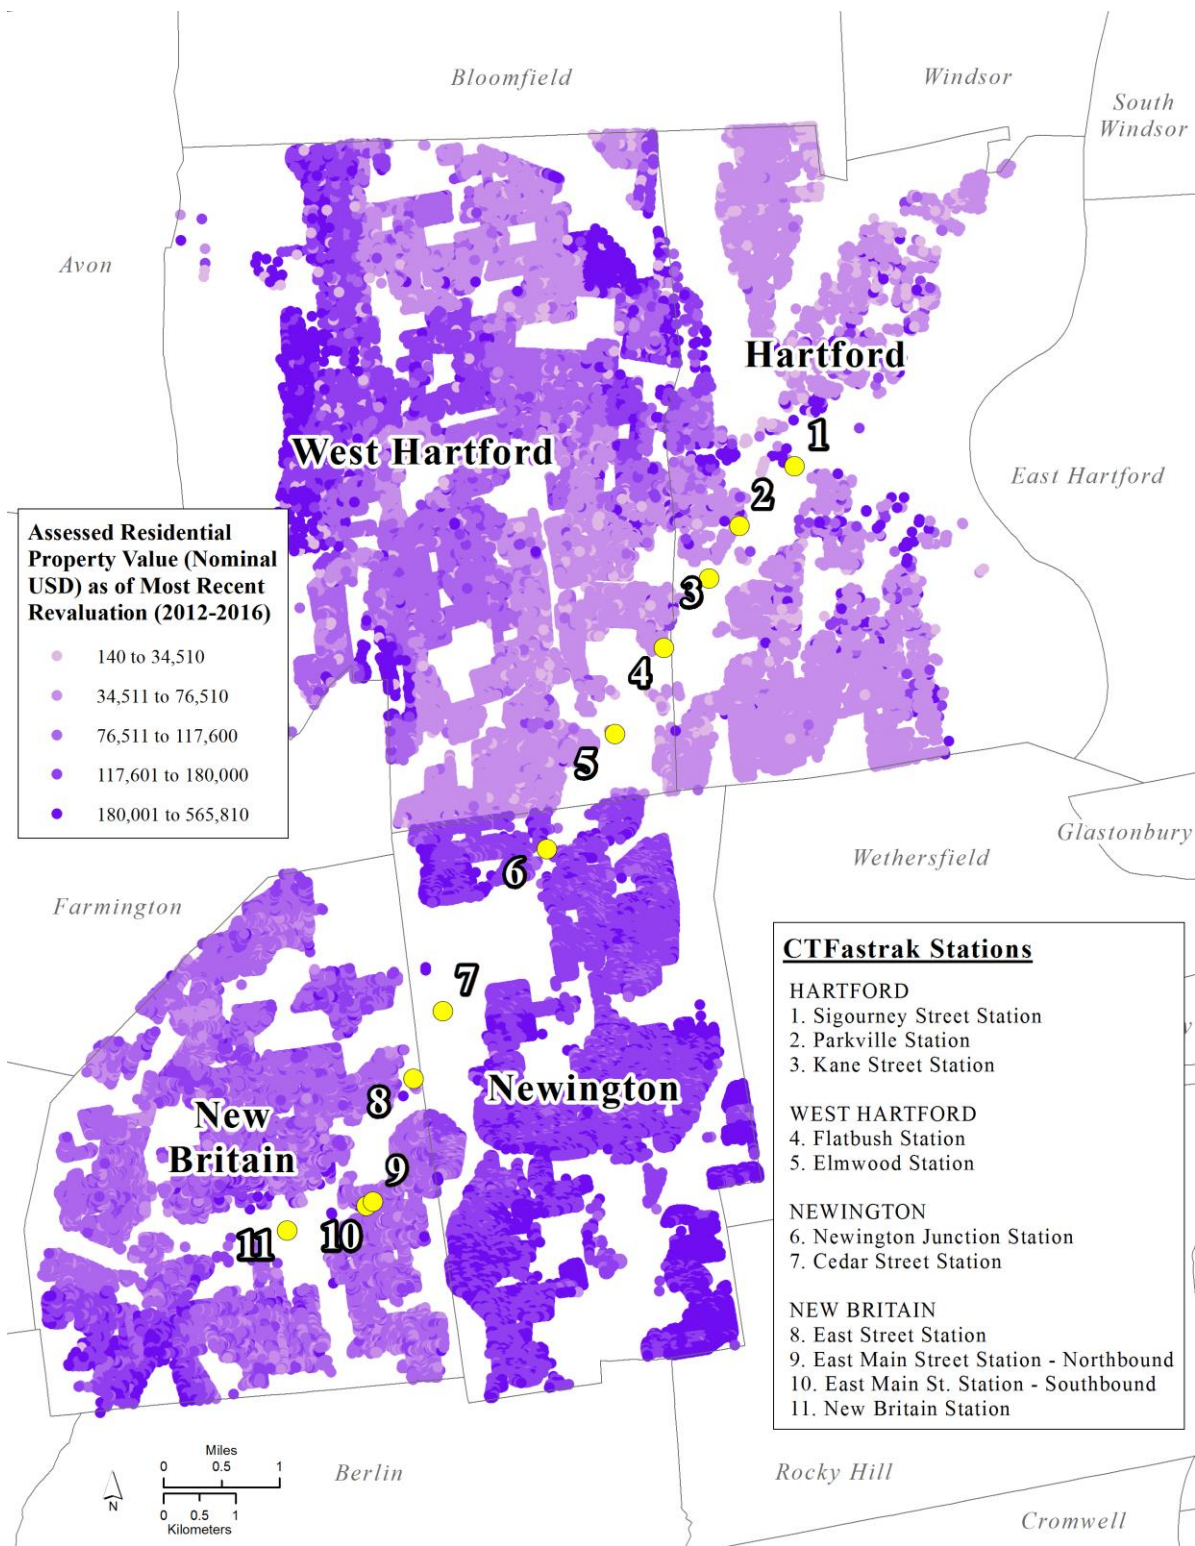 Bloomfield
Windsor
South
Windsor
Avon
Hartford
West Hartford
1
East Hartford
2
Assessed Residential
Property Value (Nominal
USD) as of Most Recent
Revaluation (2012-2016)
140 to 34,510
34,511 to 76,510
76,511 to 117,600
117,601 to 180,000
180,001 to 565,810
3
4
5
Glastonbury
Wethersfield
6
Farmington
7
CTFastrak Stations
HARTFORD
1. Sigourney Street Station
2. Parkville Station
3. Kane Street Station
WEST HARTFORD
4. Flatbush Station
5. Elmwood Station
NEWINGTON
6. Newington Junction Station
7. Cedar Street Station
NEW BRITAIN
8. East Street Station
9. East Main Street Station - Northbound
10. East Main St. Station - Southbound
11. New Britain Station
Newington
8
New
Britain
9
10
11
Miles
0 0.5 1
0 0.5 1
Kilometers
N
Berlin
Rocky Hill
Cromwell